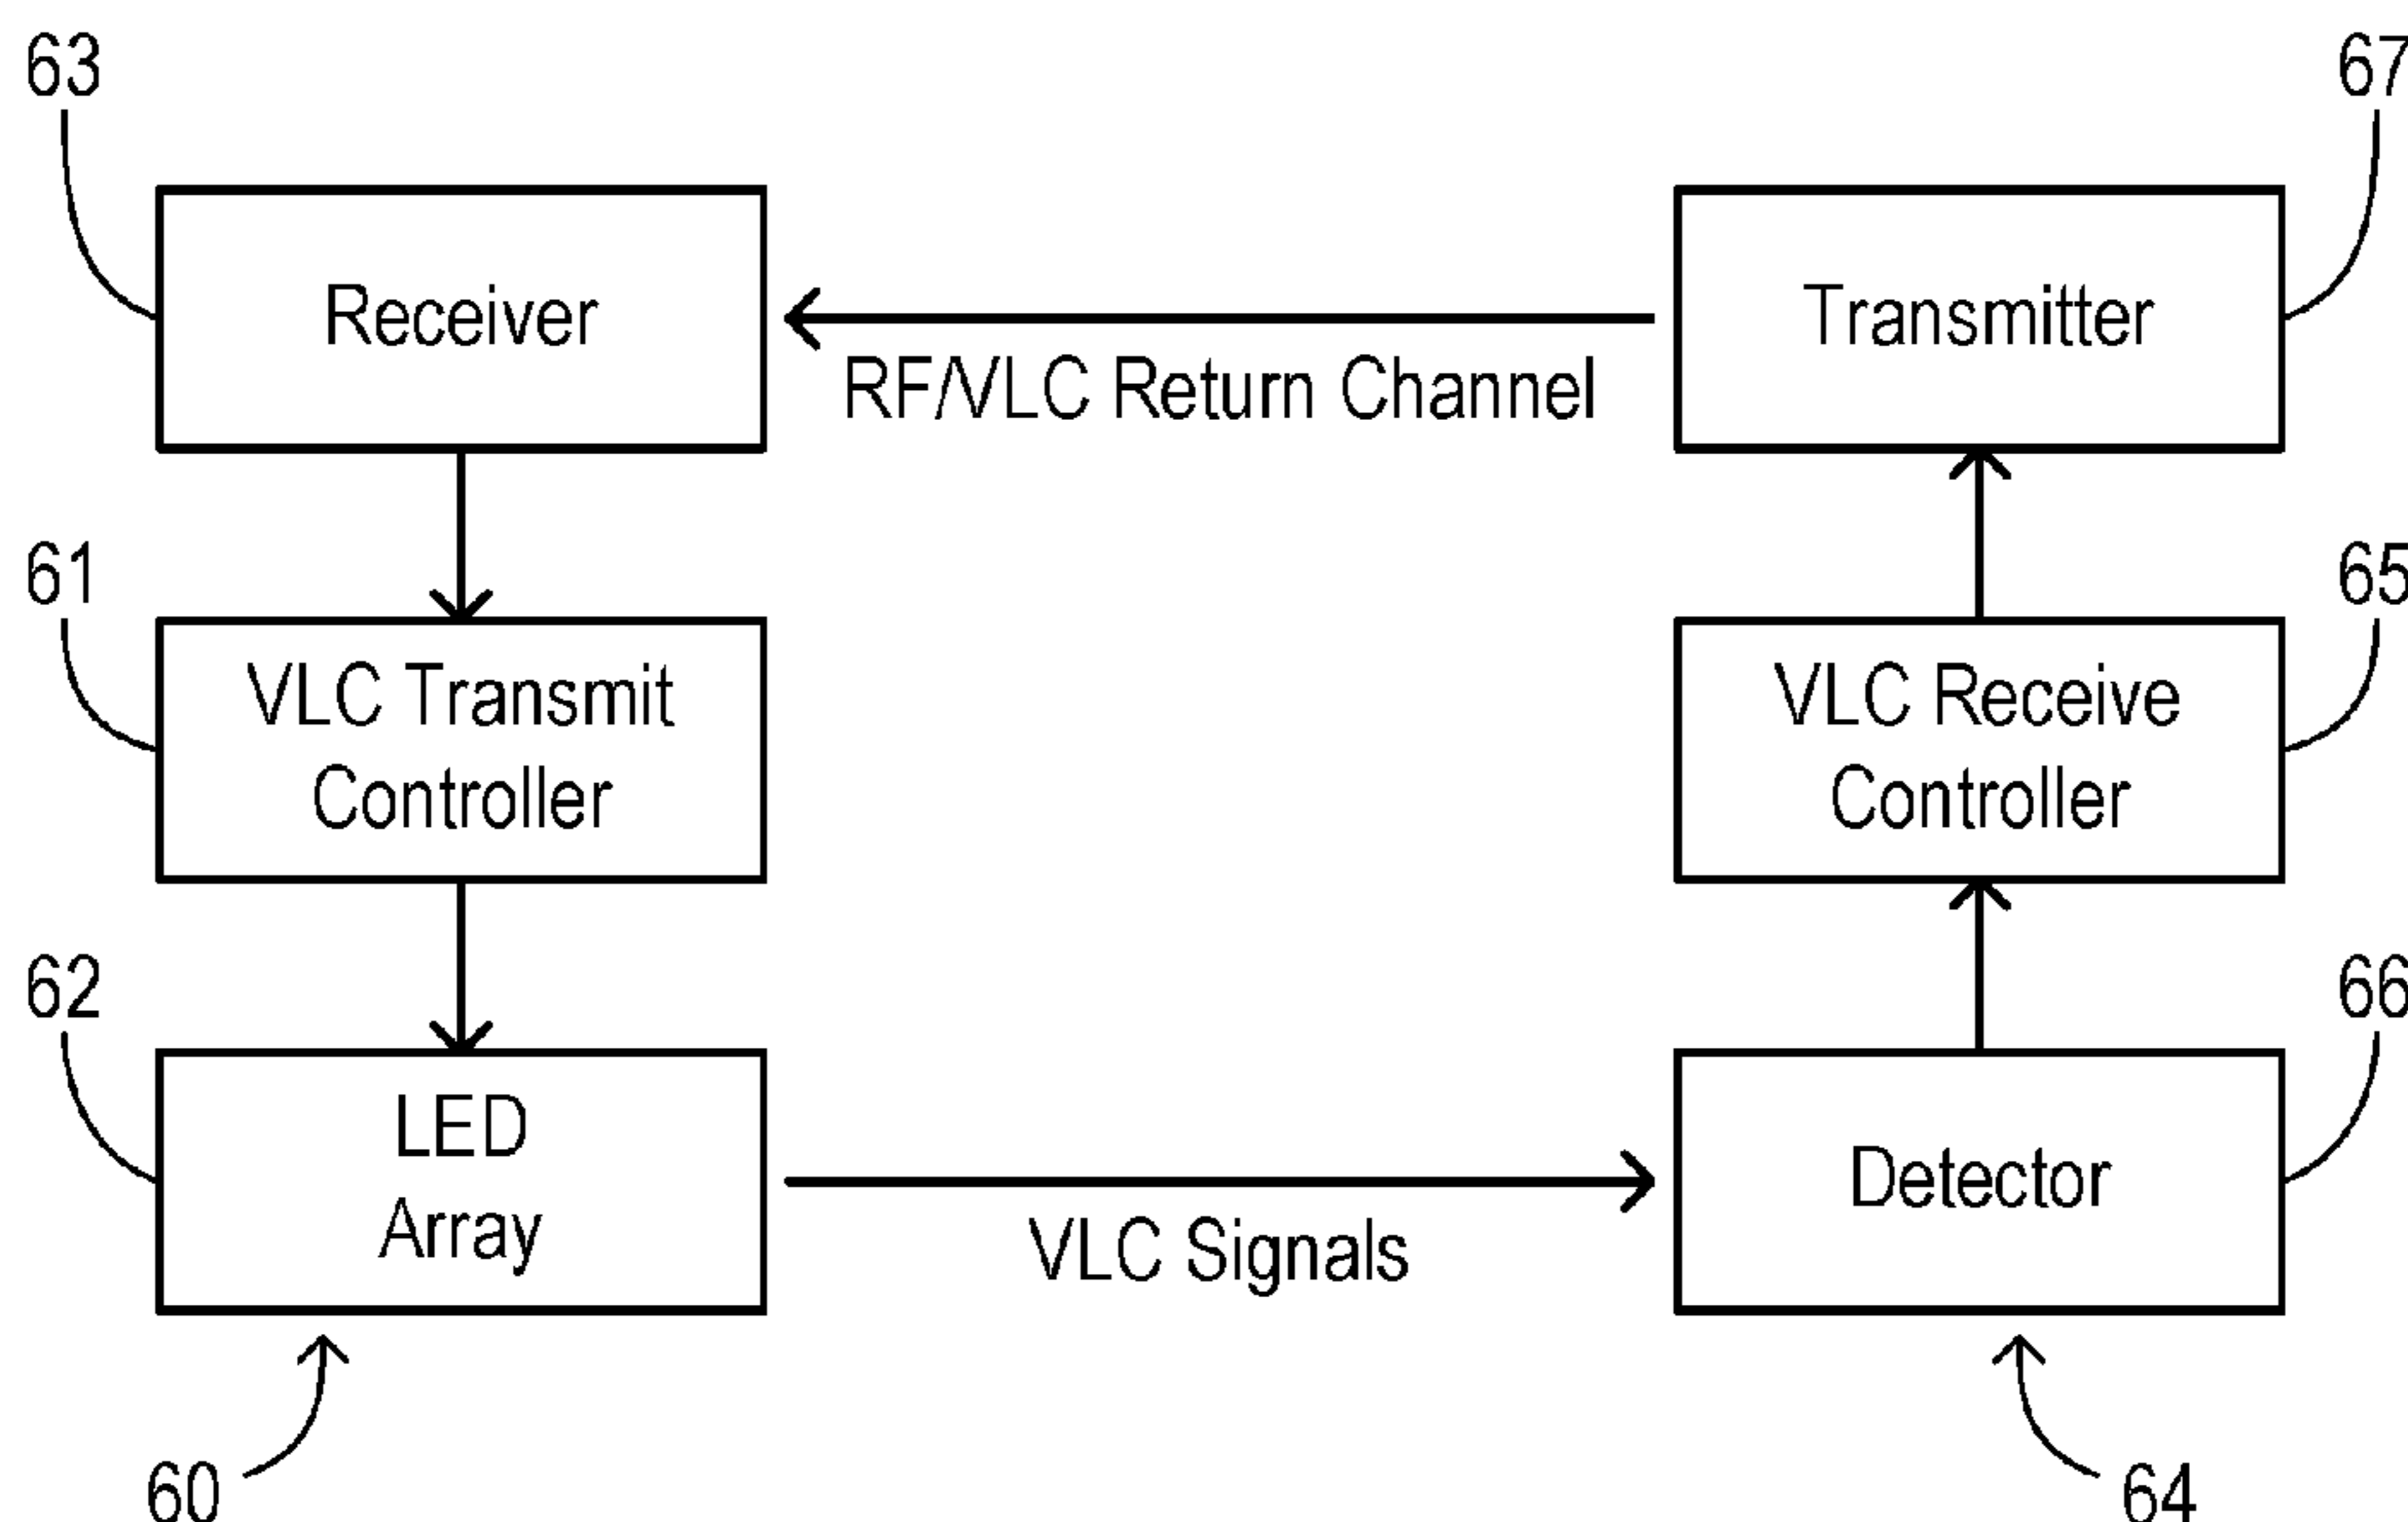 63
67
Receiver
Transmitter
RF/VLC Return Channel
61
65
VLC Transmit
Controller
VLC Receive
Controller
62
66
LED
Array
Detector
VLC Signals
60
64